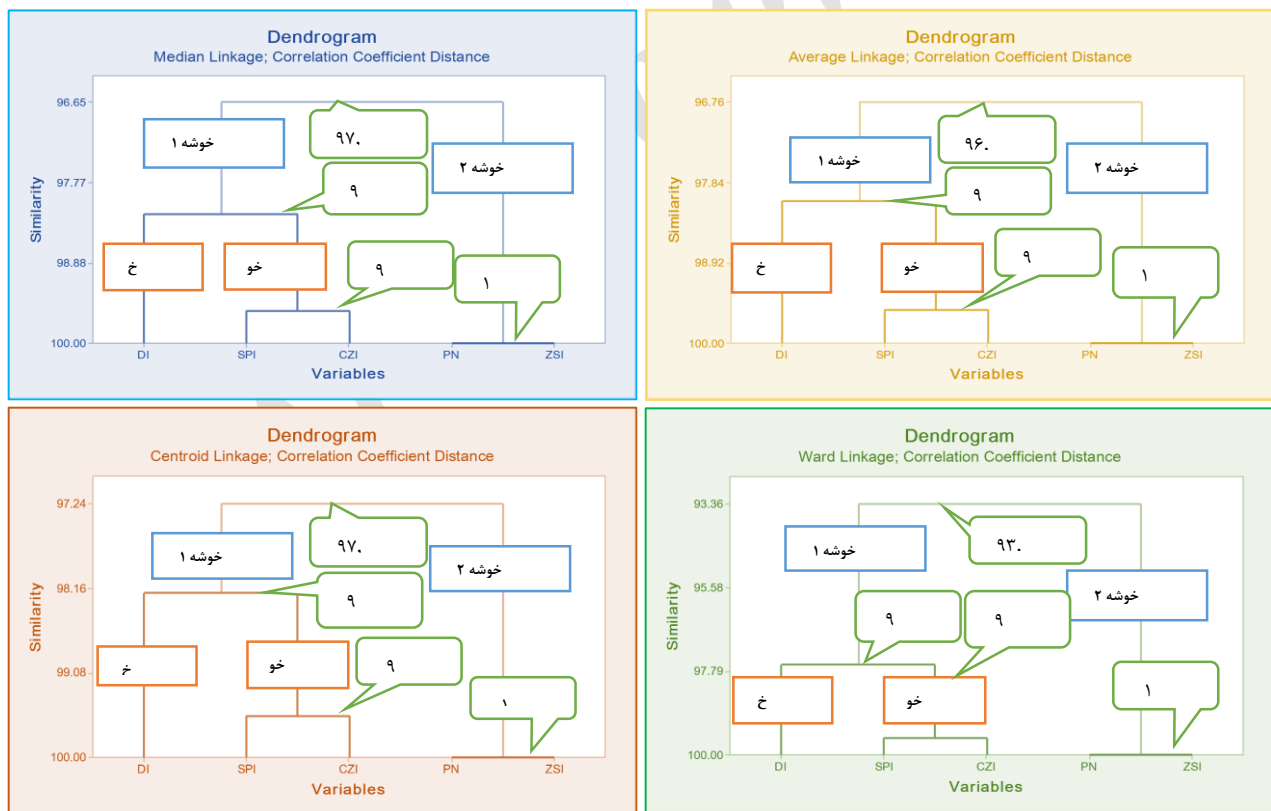 Dendrogram
Median Linkage; Correlation Coefficient Distance
Similarity
96.65
97.77
98.88
100.00
خوشه ۱
۹۷.
خوشه ۲
۹
خ
خو
۹
۱
DI
SPI
CZI
PN
ZSI
Variables
Dendrogram
Average Linkage; Correlation Coefficient Distance
Similarity
96.76
97.84
98.92
100.00
۹۶.
خوشه ۱
خوشه ۲
۹
خ
خو
۹
۱
DI
SPI
CZI
PN
ZSI
Variables
Dendrogram
Centroid Linkage; Correlation Coefficient Distance
Similarity
97.24
98.16
99.08
100.00
۹۷.
خوشه ۱
خوشه ۲
۹
خ
خو
۹
۱
DI
SPI
CZI
PN
ZSI
Variables
Dendrogram
Ward Linkage; Correlation Coefficient Distance
Similarity
93.36
95.58
97.79
100.00
خوشه ۱
۹۳.
خوشه ۲
۹
۹
خ
خو
۱
DI
SPI
CZI
PN
ZSI
Variables